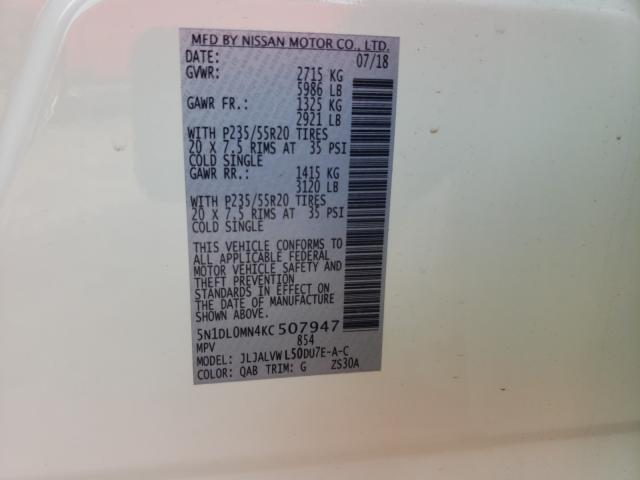 MFD BY NISSAN MOTOR CO., LTD.
DATE: 07/18
GVWR: 2715 KG
5986 LB
GAWR FR.: 1325 KG
2921 LB
WITH P235/55R20 TIRES
20 X 7.5 RIMS AT 35 PSI
COLD SINGLE
GAWR RR.: 1415 KG
3120 LB
WITH P235/55R20 TIRES
20 X 7.5 RIMS AT 35 PSI
COLD SINGLE
THIS VEHICLE CONFORMS TO
ALL APPLICABLE FEDERAL
MOTOR VEHICLE SAFETY AND
THEFT PREVENTION
STANDARDS IN EFFECT ON
THE DATE OF MANUFACTURE
SHOWN ABOVE.
5N1DL0MN4KC 507947
MPV 854
MODEL: JLJALVWL50DU7E-A-C
COLOR: QAB TRIM: G ZS30A